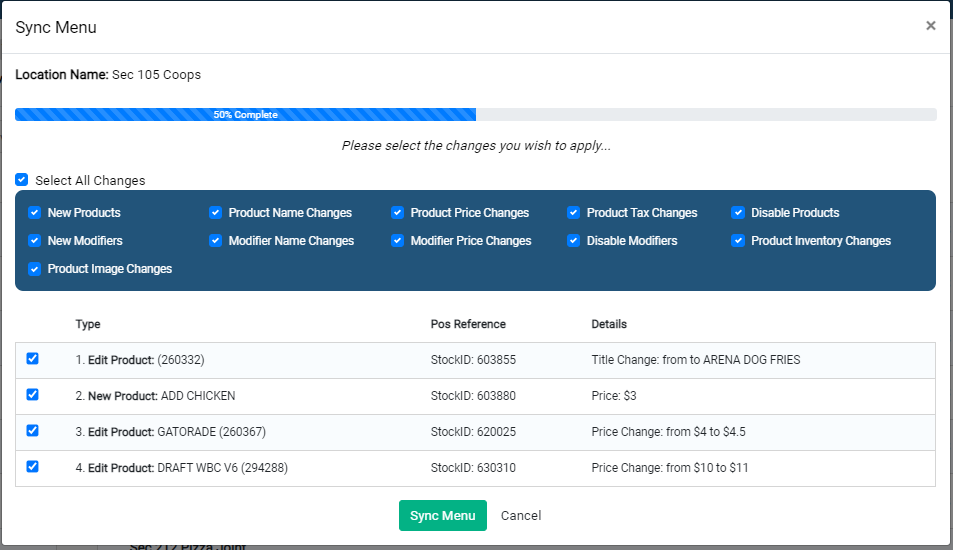 Sync Menu ×
Location Name: Sec 105 Coops
50% Complete
Please select the changes you wish to apply...
Select All Changes
New Products Product Name Changes Product Price Changes Product Tax Changes Disable Products
New Modifiers Modifier Name Changes Modifier Price Changes Disable Modifiers Product Inventory Changes
Product Image Changes
Type Pos Reference Details
1. Edit Product: (260332) StockID: 603855 Title Change: from to ARENA DOG FRIES
2. New Product: ADD CHICKEN StockID: 603880 Price: $3
3. Edit Product: GATORADE (260367) StockID: 620025 Price Change: from $4 to $4.5
4. Edit Product: DRAFT WBC V6 (294288) StockID: 630310 Price Change: from $10 to $11
Sync Menu Cancel
Sec 212 Pizza Joint